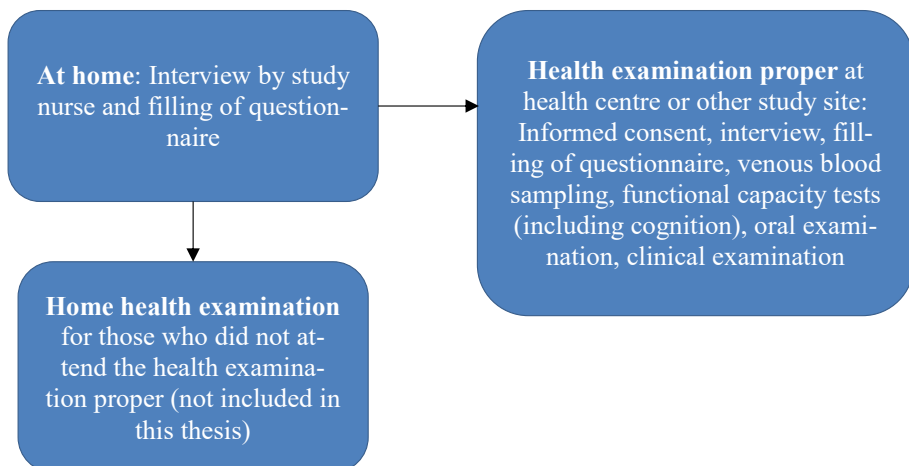 At home: Interview by study
nurse and filling of question-
naire
Health examination proper at
health centre or other study site:
Informed consent, interview, fill-
ing of questionnaire, venous blood
sampling, functional capacity tests
(including cognition), oral exami-
nation, clinical examination
Home health examination
for those who did not at-
tend the health examina-
tion proper (not included in
this thesis)